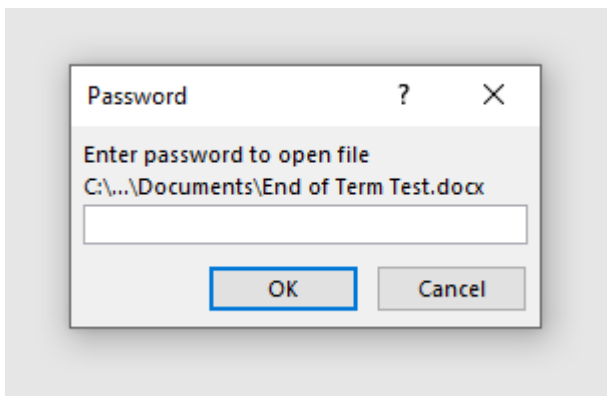 Password ?
Enter password to open file
C:\...\Documents\End of Term Test.docx
OK Cancel